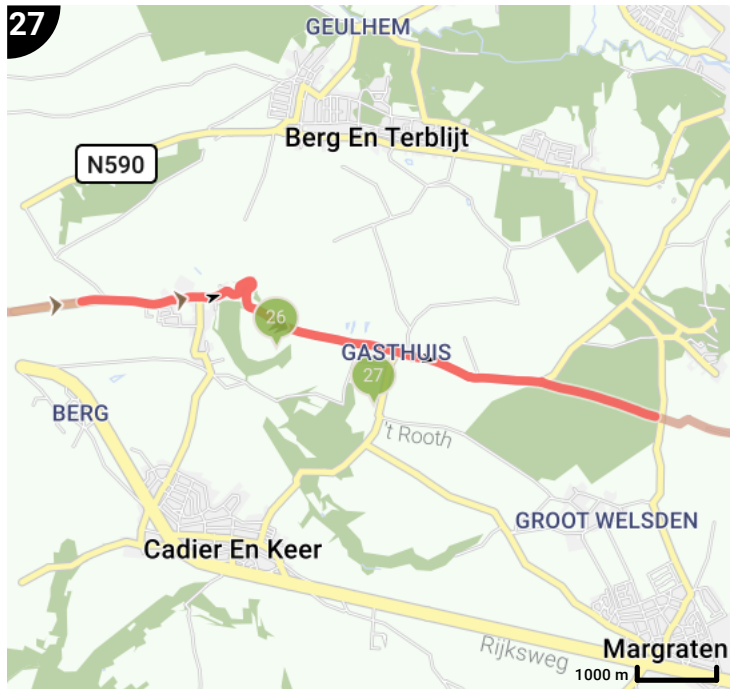 27
GEULHEM
Berg En Terblijt
N590
26
GASTHUIS
27
BERG
't Rooth
GROOT WELSDEN
Cadier En Keer
Rijksweg
Margraten
1000 m